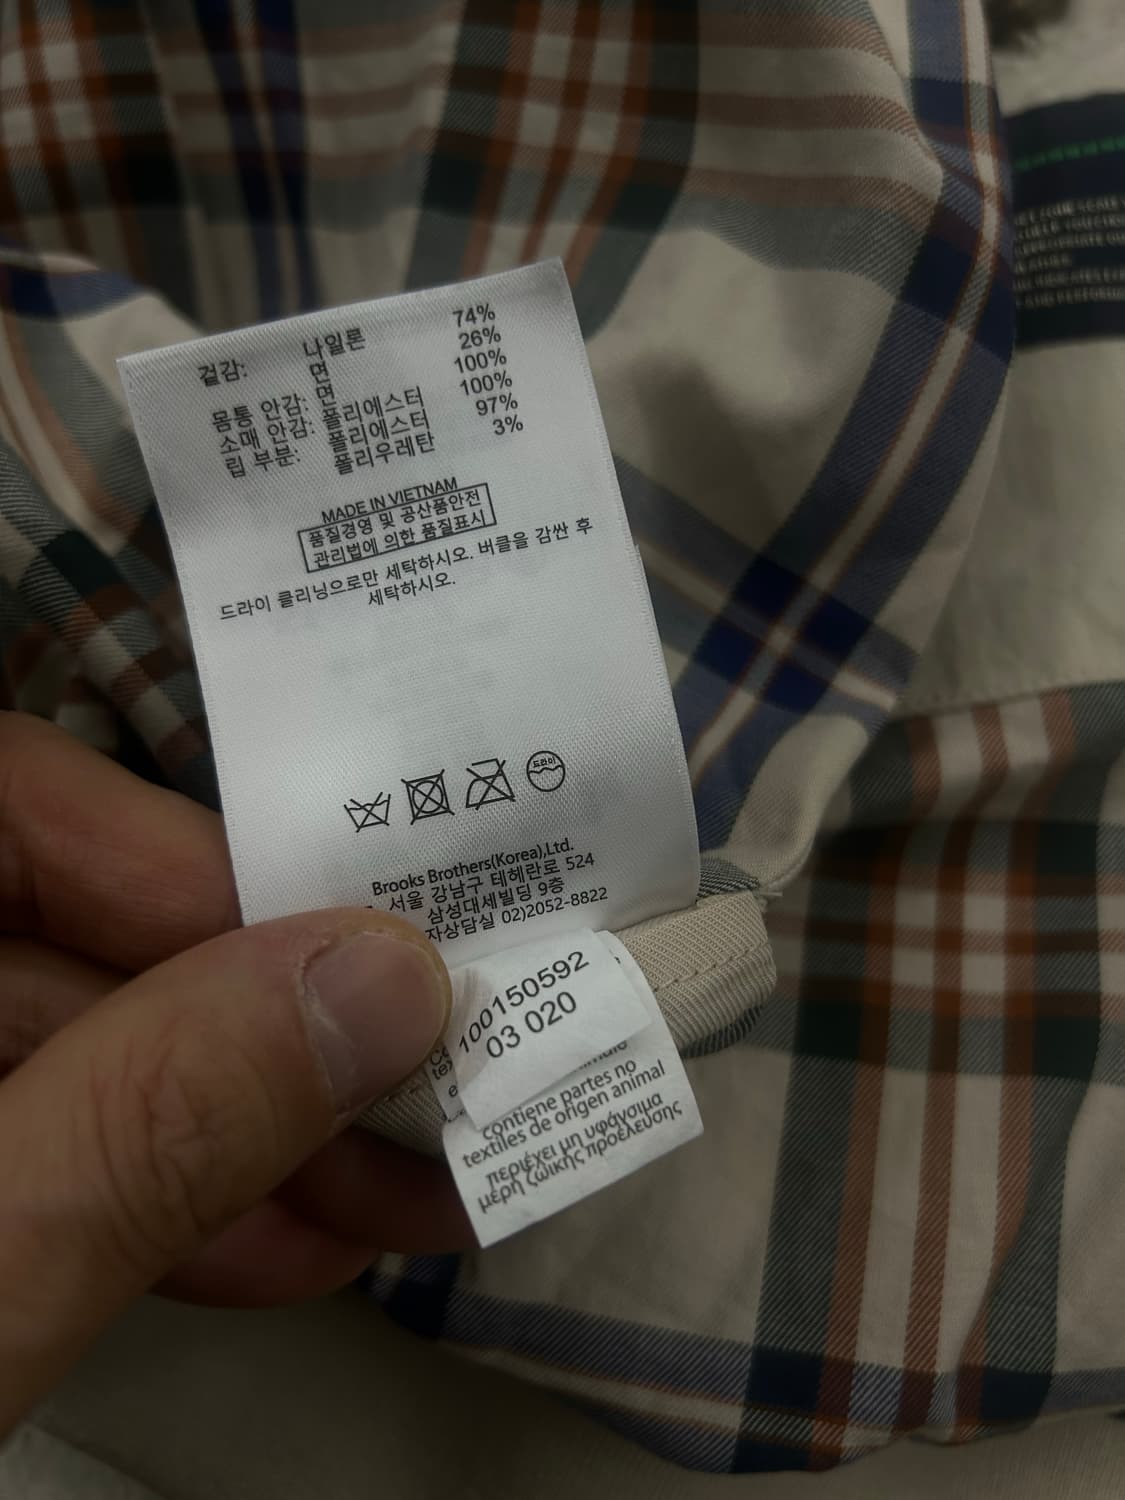 겉감: 나일론 74%
면 26%
몸통 안감: 면 100%
소매 안감: 폴리에스터 100%
립 부분: 폴리에스터 97%
폴리우레탄 3%
MADE IN VIETNAM
품질경영 및 공산품안전
관리법에 의한 품질표시
드라이 클리닝으로만 세탁하시오. 버클을 감싼 후
세탁하시오.
드라이
Brooks Brothers(Korea),Ltd.
서울 강남구 테헤란로 524
삼성대세빌딩 9층
자상담실 02)2052-8822
100150592
03 020
contiene partes no
textiles de origen animal
περιέχει μη υφάνσιμα
μέρη ζωικής προέλευσης